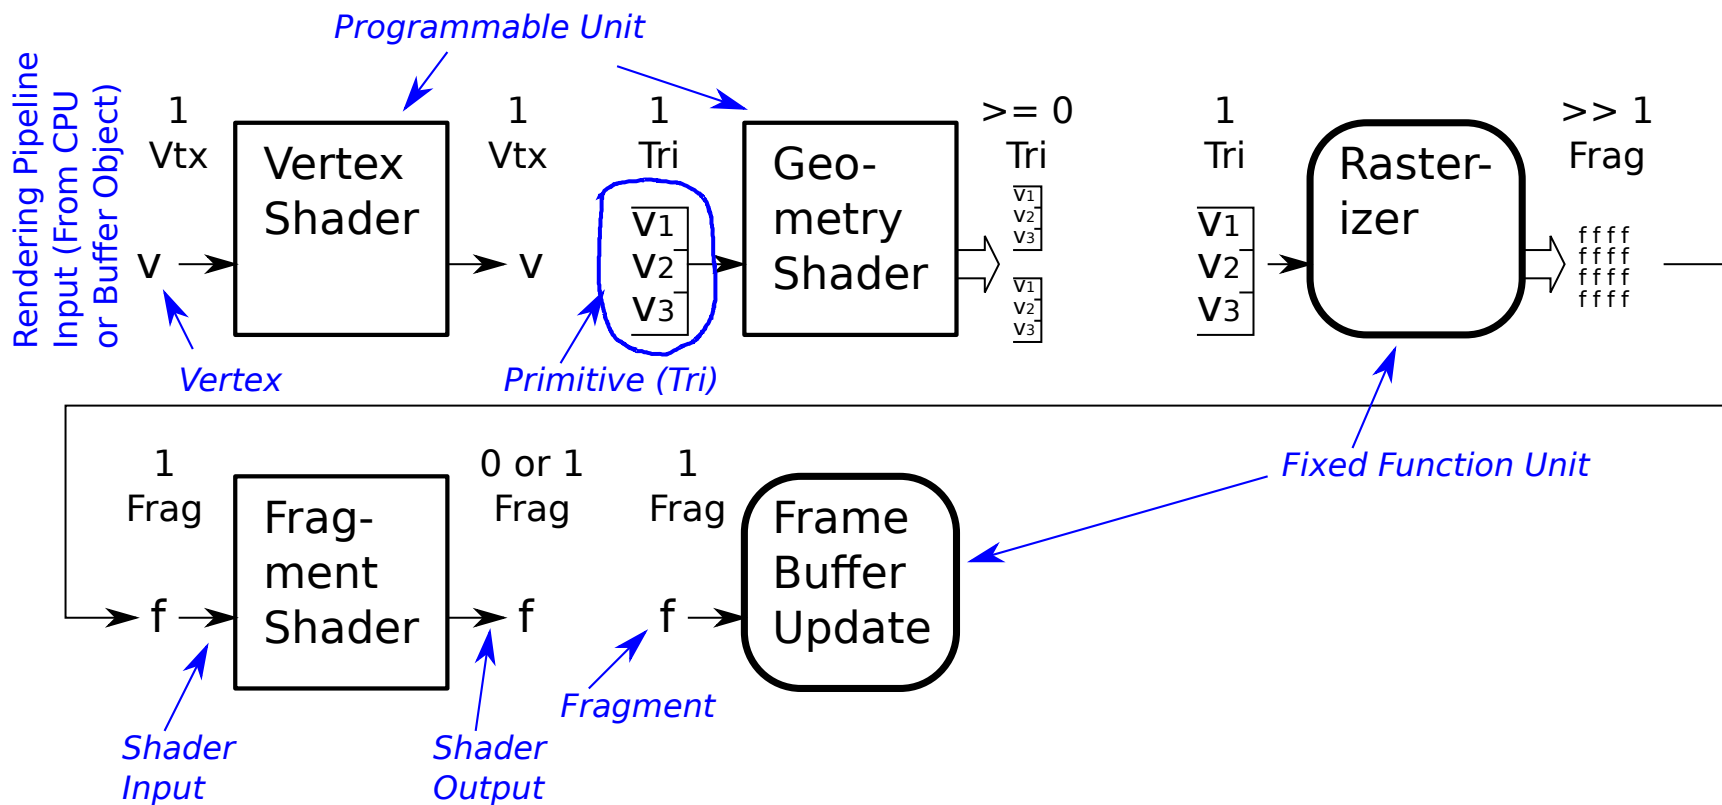 Programmable Unit
Rendering Pipeline
Input (From CPU
or Buffer Object)
1
Vtx
v
Vertex
Vertex
Shader
1
Vtx
v
1
Tri
v1
v2
v3
Primitive (Tri)
Geo-
metry
Shader
>= 0
Tri
v1
v2
v3
v1
v2
v3
1
Tri
v1
v2
v3
Raster-
izer
>> 1
Frag
f f f f
f f f f
f f f f
f f f f
Fixed Function Unit
1
Frag
f
Shader
Input
Frag-
ment
Shader
0 or 1
Frag
f
Shader
Output
1
Frag
f
Fragment
Frame
Buffer
Update